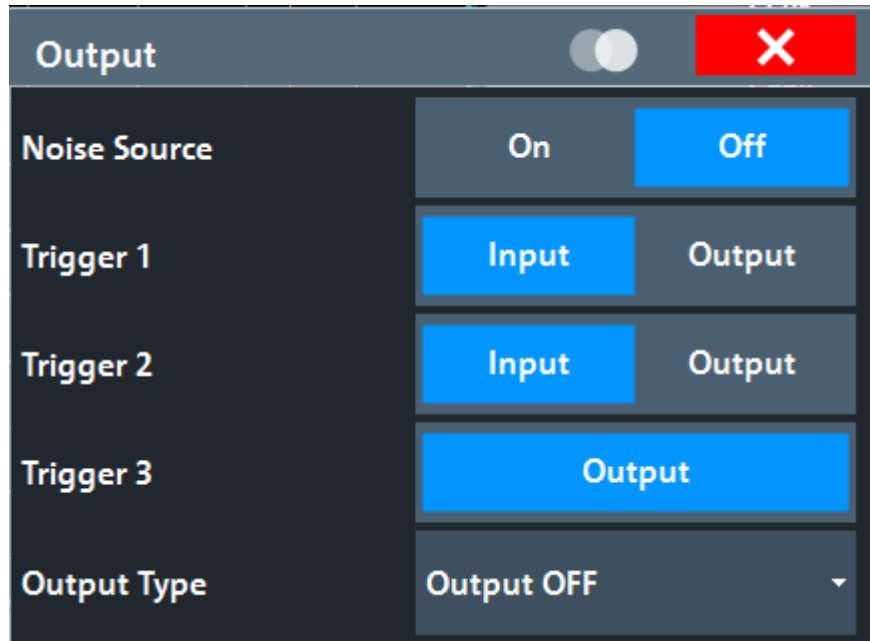 Output
Noise Source On Off
Trigger 1 Input Output
Trigger 2 Input Output
Trigger 3 Output
Output Type Output OFF